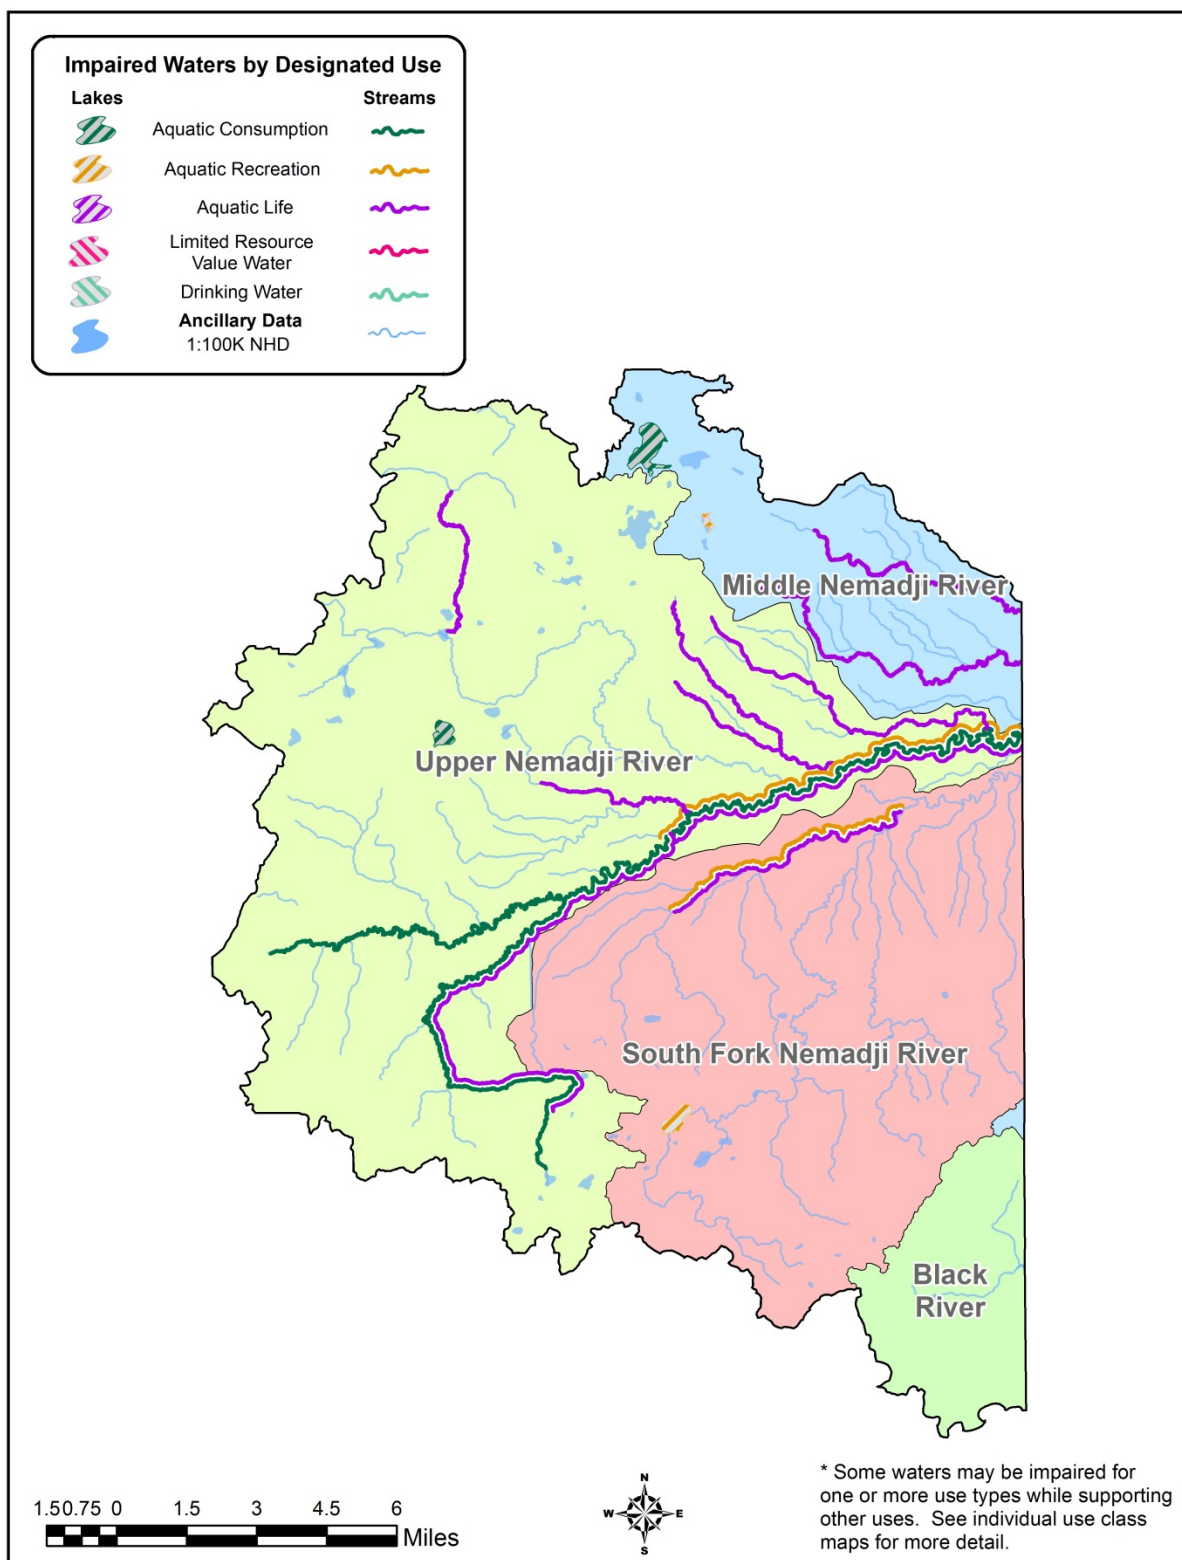 Impaired Waters by Designated Use
Lakes Streams
Aquatic Consumption
Aquatic Recreation
Aquatic Life
Limited Resource
Value Water
Drinking Water
Ancillary Data
1:100K NHD
Middle Nemadji River
Upper Nemadji River
South Fork Nemadji River
Black
River
1.50.75 0 1.5 3 4.5 6
Miles
N
W E
S
* Some waters may be impaired for
one or more use types while supporting
other uses. See individual use class
maps for more detail.